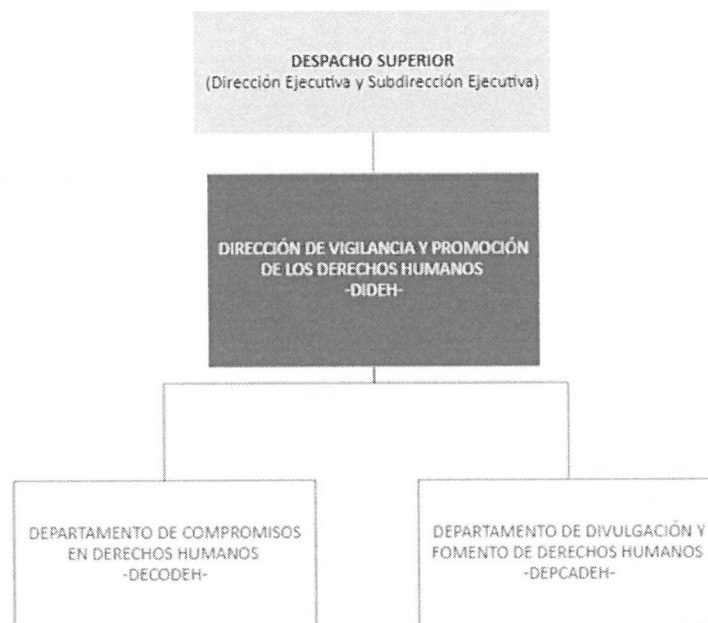 DESPACHO SUPERIOR
(Dirección Ejecutiva y Subdirección Ejecutiva)
DIRECCIÓN DE VIGILANCIA Y PROMOCIÓN
DE LOS DERECHOS HUMANOS
-DIDEH-
DEPARTAMENTO DE COMPROMISOS
EN DERECHOS HUMANOS
-DECODEH-
DEPARTAMENTO DE DIVULGACIÓN Y
FOMENTO DE DERECHOS HUMANOS
-DEPCADEH-